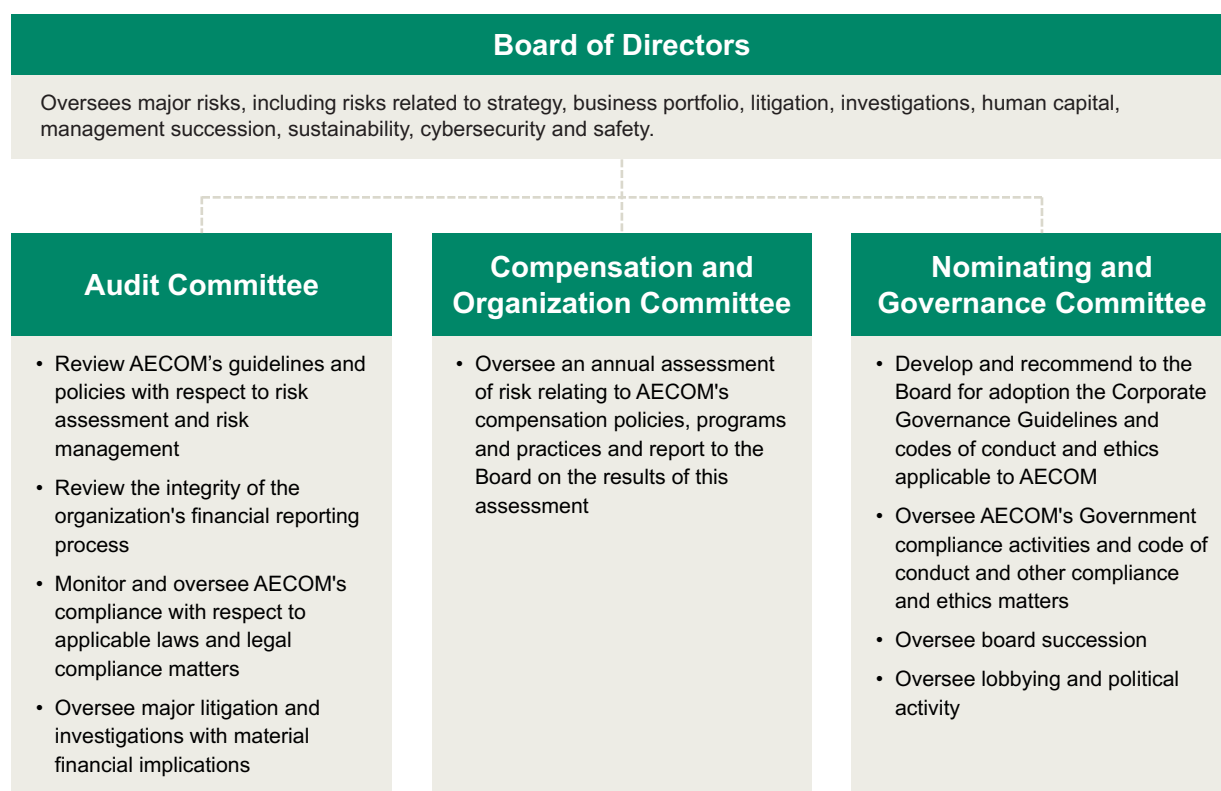 Board of Directors
Oversees major risks, including risks related to strategy, business portfolio, litigation, investigations, human capital,
management succession, sustainability, cybersecurity and safety.
Audit Committee
• Review AECOM’s guidelines and
policies with respect to risk
assessment and risk
management
• Review the integrity of the
organization's financial reporting
process
• Monitor and oversee AECOM's
compliance with respect to
applicable laws and legal
compliance matters
• Oversee major litigation and
investigations with material
financial implications
Compensation and
Organization Committee
• Oversee an annual assessment
of risk relating to AECOM's
compensation policies, programs
and practices and report to the
Board on the results of this
assessment
Nominating and
Governance Committee
• Develop and recommend to the
Board for adoption the Corporate
Governance Guidelines and
codes of conduct and ethics
applicable to AECOM
• Oversee AECOM's Government
compliance activities and code of
conduct and other compliance
and ethics matters
• Oversee board succession
• Oversee lobbying and political
activity